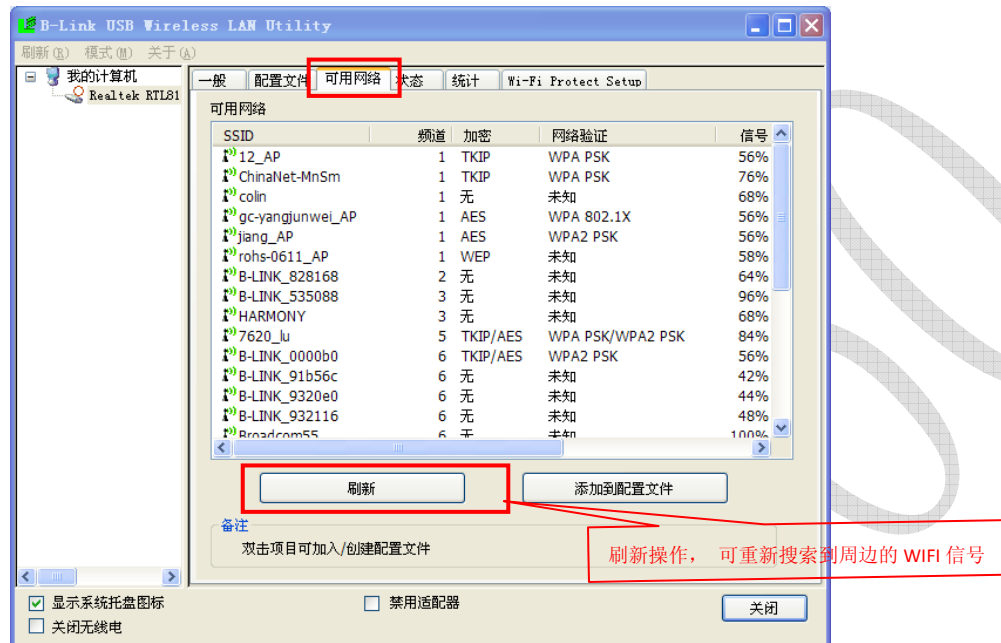 B-Link USB Wireless LAN Utility
刷新(R) 模式(M) 关于(A)
我的计算机
Realtek RTL81
一般 配置文件 可用网络 状态 统计 Wi-Fi Protect Setup
可用网络
SSID 频道 加密 网络验证 信号
12_AP 1 TKIP WPA PSK 56%
ChinaNet-MnSm 1 TKIP WPA PSK 76%
colin 1 无 未知 68%
gc-yangjunwei_AP 1 AES WPA 802.1X 56%
jiang_AP 1 AES WPA2 PSK 56%
rohs-0611_AP 1 WEP 未知 58%
B-LINK_828168 2 无 未知 64%
B-LINK_535088 3 无 未知 96%
HARMONY 3 无 未知 68%
7620_lu 5 TKIP/AES WPA PSK/WPA2 PSK 84%
B-LINK_0000b0 6 TKIP/AES WPA2 PSK 56%
B-LINK_91b56c 6 无 未知 42%
B-LINK_9320e0 6 无 未知 44%
B-LINK_932116 6 无 未知 48%
Broadcom55 6 无 未知 100%
刷新 添加到配置文件
备注
双击项目可加入/创建配置文件
刷新操作， 可重新搜索到周边的 WIFI 信号
显示系统托盘图标 禁用适配器 关闭
关闭无线电